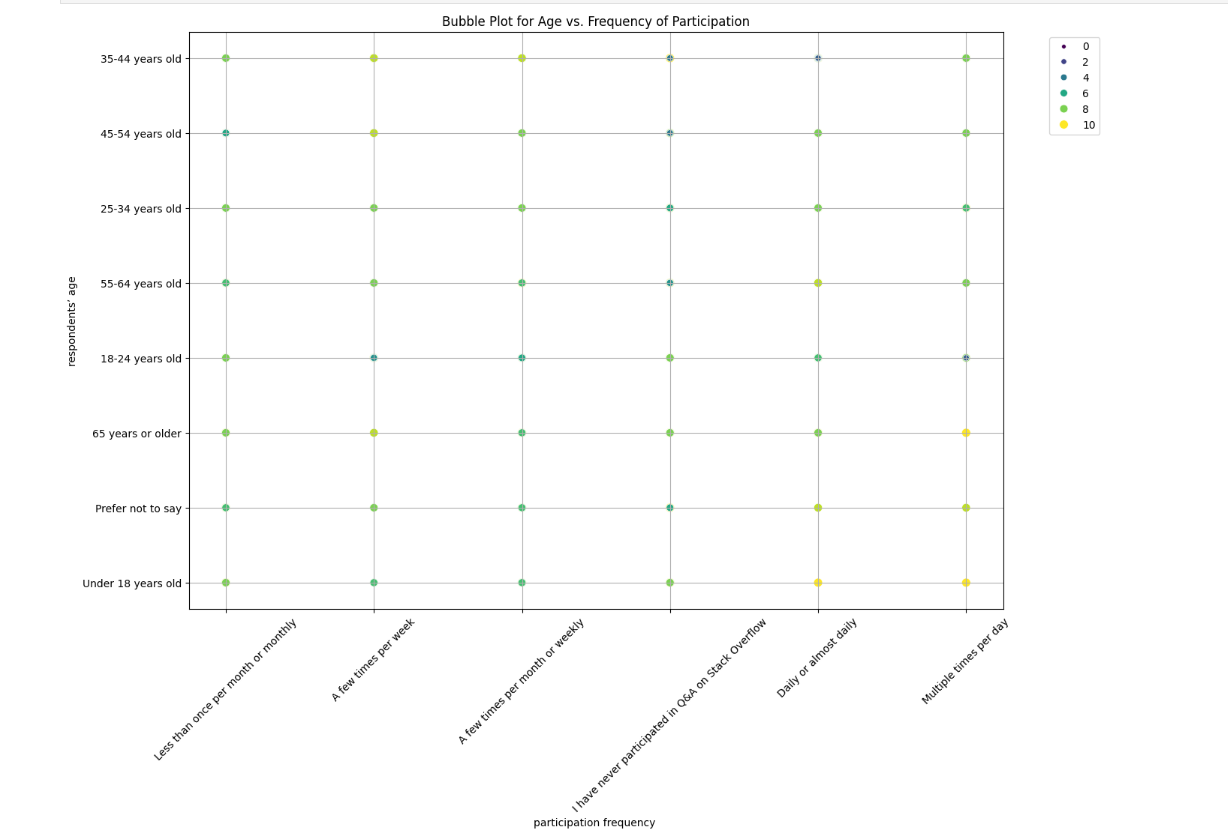 Bubble Plot for Age vs. Frequency of Participation
35-44 years old
45-54 years old
25-34 years old
55-64 years old
18-24 years old
65 years or older
Prefer not to say
Under 18 years old
respondents' age
Less than once per month or monthly
A few times per week
A few times per month or weekly
I have never participated in Q&A on Stack Overflow
Daily or almost daily
Multiple times per day
participation frequency
0
2
4
6
8
10